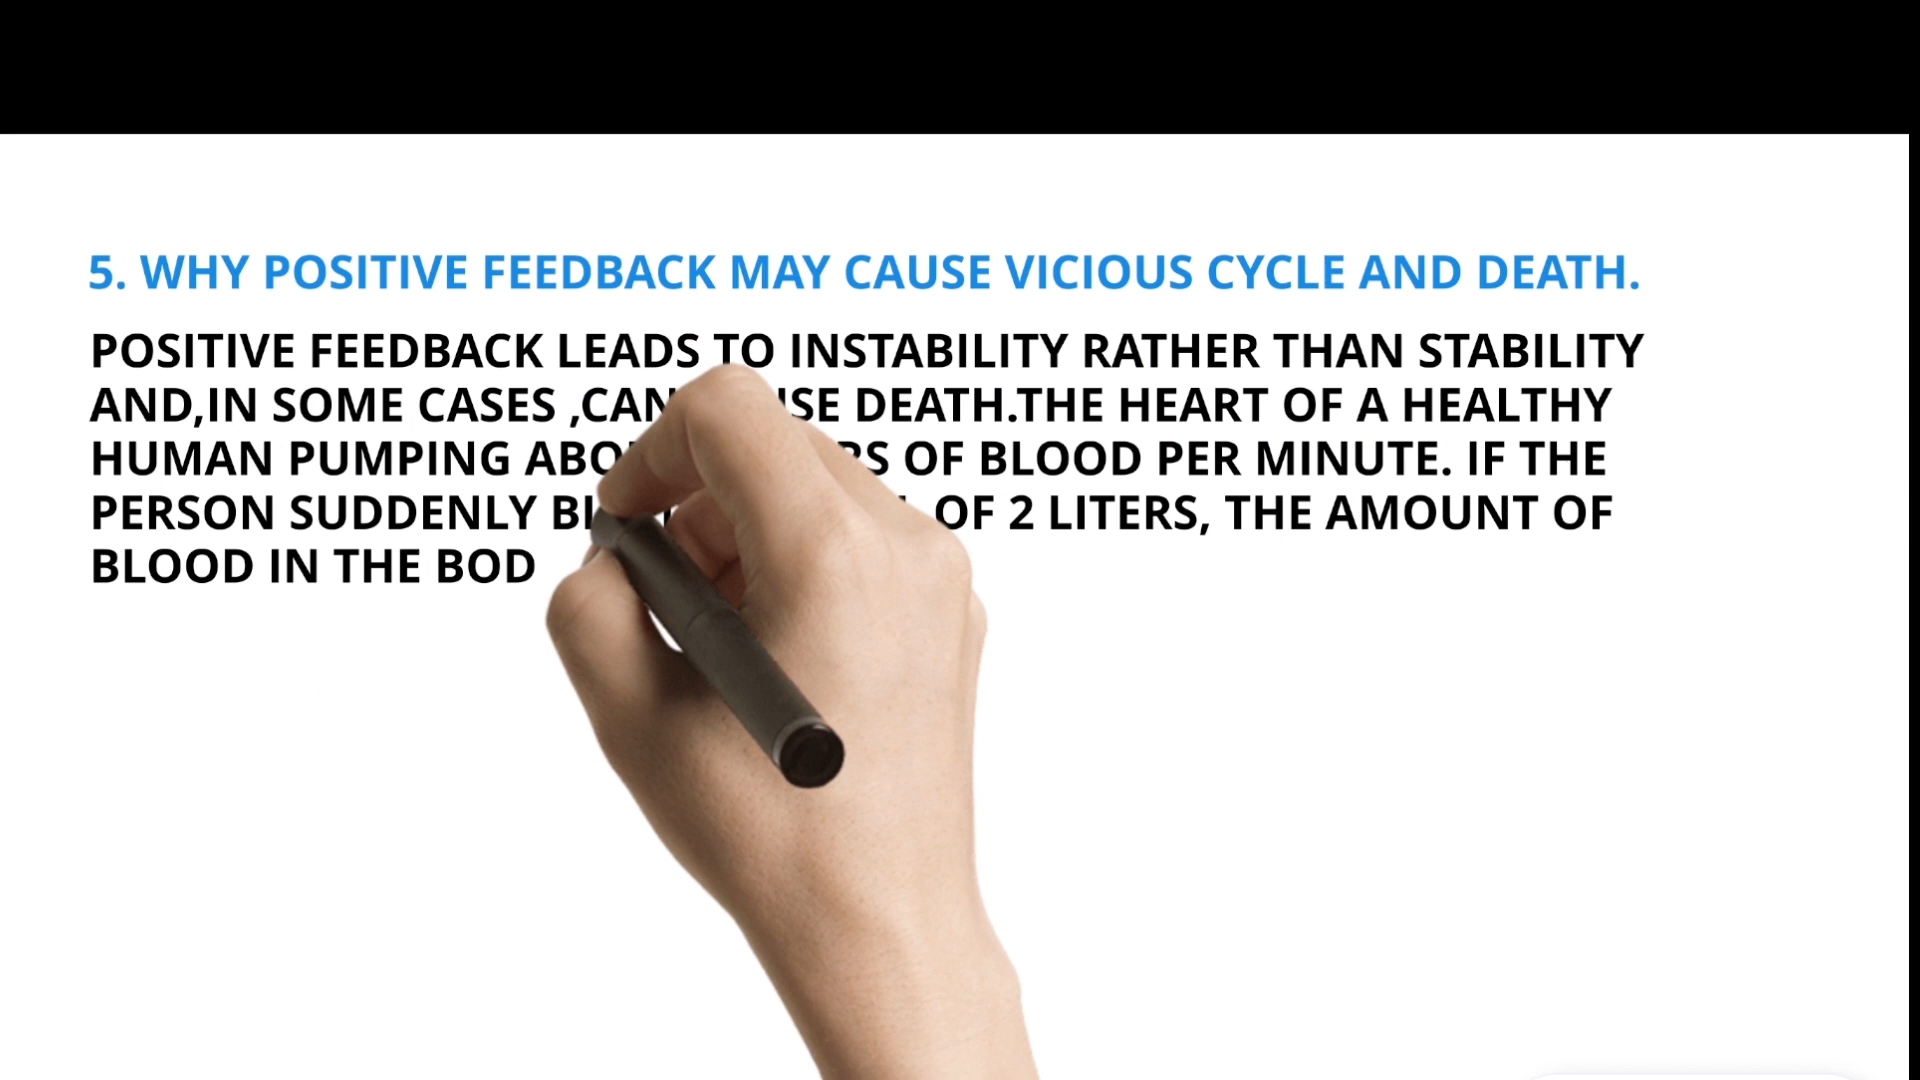 5. WHY POSITIVE FEEDBACK MAY CAUSE VICIOUS CYCLE AND DEATH.
POSITIVE FEEDBACK LEADS TO INSTABILITY RATHER THAN STABILITY
AND,IN SOME CASES ,CAN DEATH.THE HEART OF A HEALTHY
HUMAN PUMPING OF BLOOD PER MINUTE. IF THE
PERSON SUDDENLY OF 2 LITERS, THE AMOUNT OF
BLOOD IN THE BOD